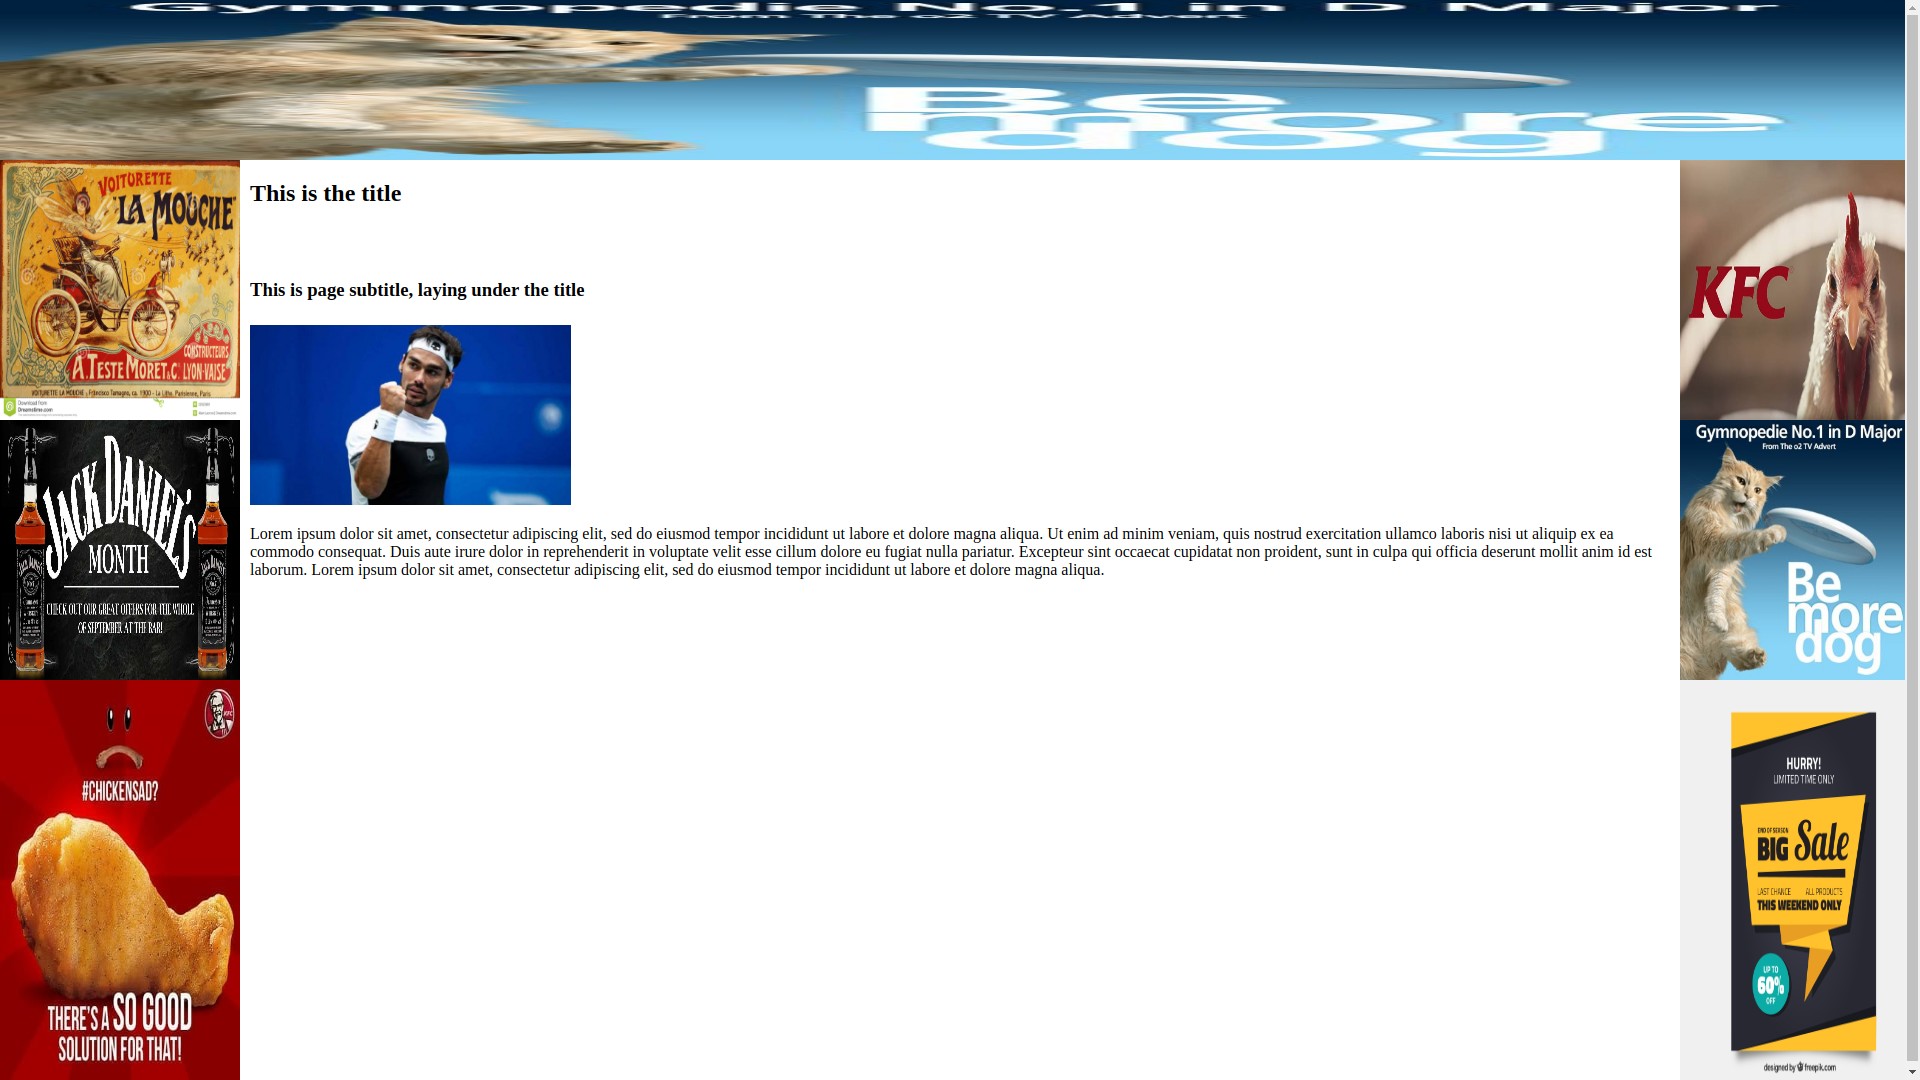 Gymnopedie No.1 in D Major
From The o2 TV Advert
Be
more
dog
VOITURETTE
LA MOUCHE
CONSTRUCTEURS
A. TESTE MORET & C. LYON-VAISE
VOITURETTE LA MOUCHE - Francisco Tamagno, ca. 1900 - La Lithe Parisienne, Paris
Download from
Dreamstime.com
JACK DANIEL'S
MONTH
CHECK OUT OUR GREAT OFFERS FOR THE WHOLE
OF SEPTEMBER AT THE BAR!
KFC
#CHICKENSAD?
THERE'S A SO GOOD
SOLUTION FOR THAT!
This is the title
This is page subtitle, laying under the title
Lorem ipsum dolor sit amet, consectetur adipiscing elit, sed do eiusmod tempor incididunt ut labore et dolore magna aliqua. Ut enim ad minim veniam, quis nostrud exercitation ullamco laboris nisi ut aliquip ex ea
commodo consequat. Duis aute irure dolor in reprehenderit in voluptate velit esse cillum dolore eu fugiat nulla pariatur. Excepteur sint occaecat cupidatat non proident, sunt in culpa qui officia deserunt mollit anim id est
laborum. Lorem ipsum dolor sit amet, consectetur adipiscing elit, sed do eiusmod tempor incididunt ut labore et dolore magna aliqua.
KFC
Gymnopedie No.1 in D Major
From The o2 TV Advert
Be
more
dog
HURRY!
LIMITED TIME ONLY
END OF SEASON
BIG Sale
LAST CHANCE ALL PRODUCTS
THIS WEEKEND ONLY
UP TO
60%
OFF
designed by freepik.com